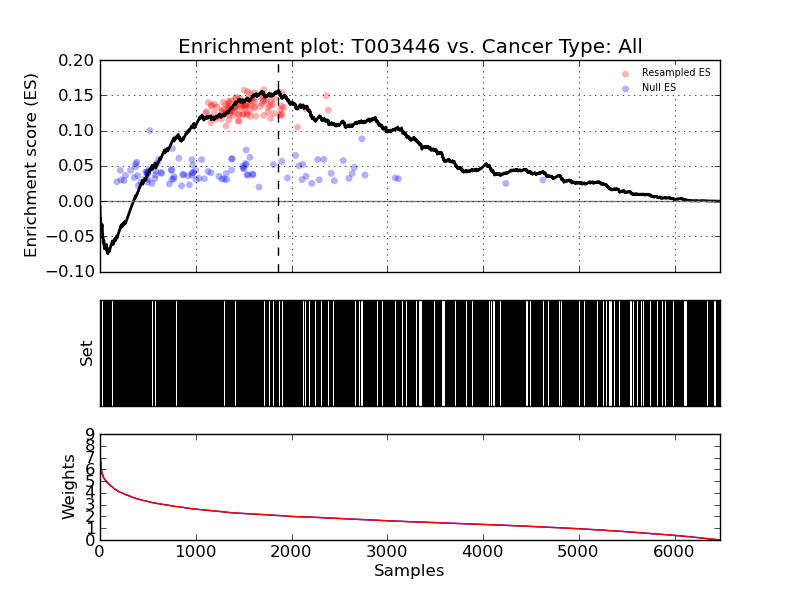 Enrichment plot: T003446 vs. Cancer Type: All
Enrichment score (ES)
0.20
0.15
0.10
0.05
0.00
−0.05
−0.10
Resampled ES
Null ES
Set
Weights
9
8
7
6
5
4
3
2
1
0
0 1000 2000 3000 4000 5000 6000
Samples